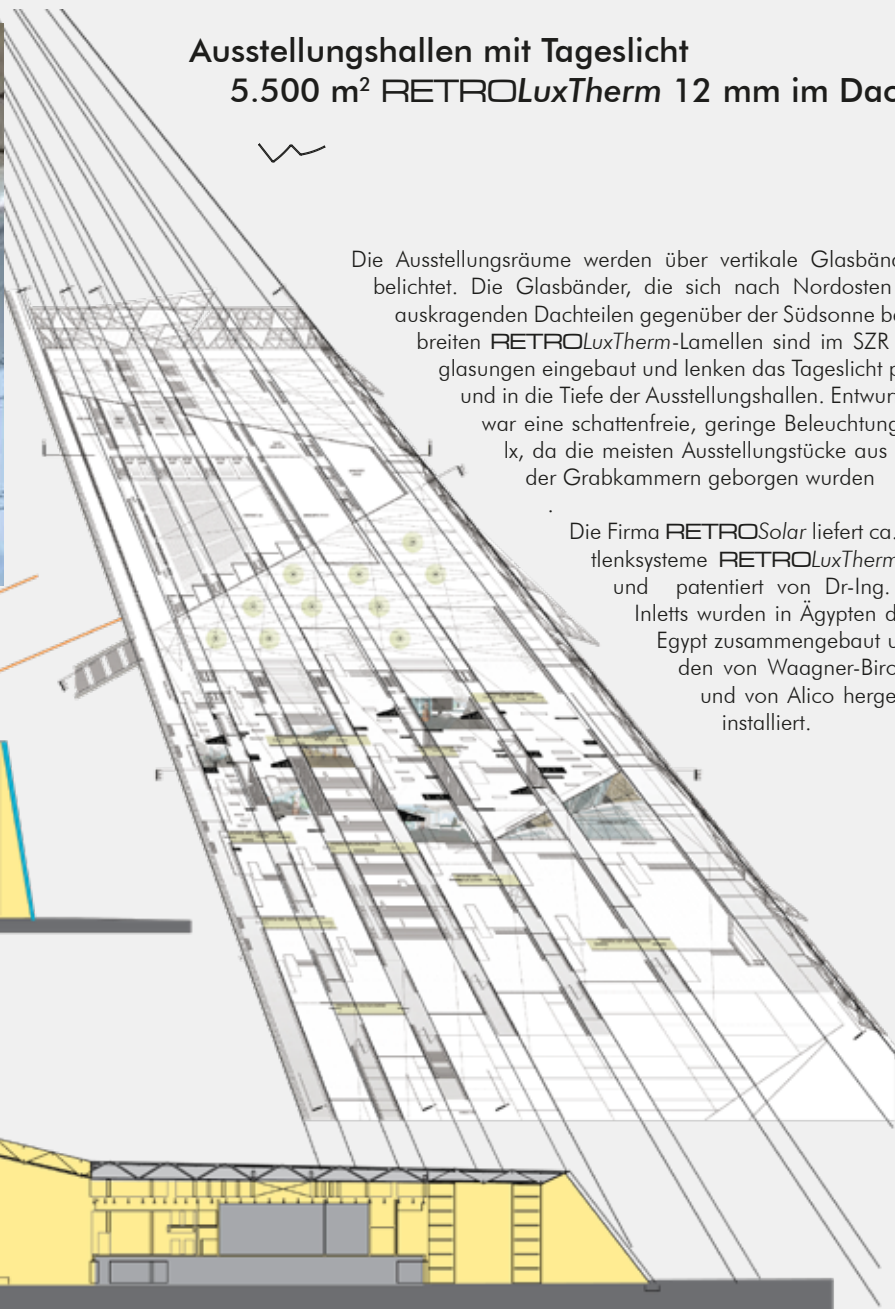 Ausstellungshallen mit Tageslicht
5.500 m² RETROLuxTherm 12 mm im Dac
Die Ausstellungsräume werden über vertikale Glasbänd
belichtet. Die Glasbänder, die sich nach Nordosten
auskragenden Dachteilen gegenüber der Südsonne be
breiten RETROLuxTherm-Lamellen sind im SZR
glasungen eingebaut und lenken das Tageslicht p
und in die Tiefe der Ausstellungshallen. Entwurf
war eine schattenfreie, geringe Beleuchtung
lx, da die meisten Ausstellungstücke aus
der Grabkammern geborgen wurden
.
Die Firma RETROSolar liefert ca.
tlenksysteme RETROLuxTherm
und patentiert von Dr-Ing.
Inletts wurden in Ägypten d
Egypt zusammengebaut u
den von Waagner-Biro
und von Alico herge
installiert.